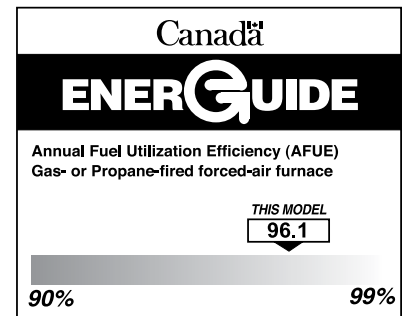 Canada
ENERGUIDE
Annual Fuel Utilization Efficiency (AFUE)
Gas- or Propane-fired forced-air furnace
THIS MODEL
96.1
90% 99%